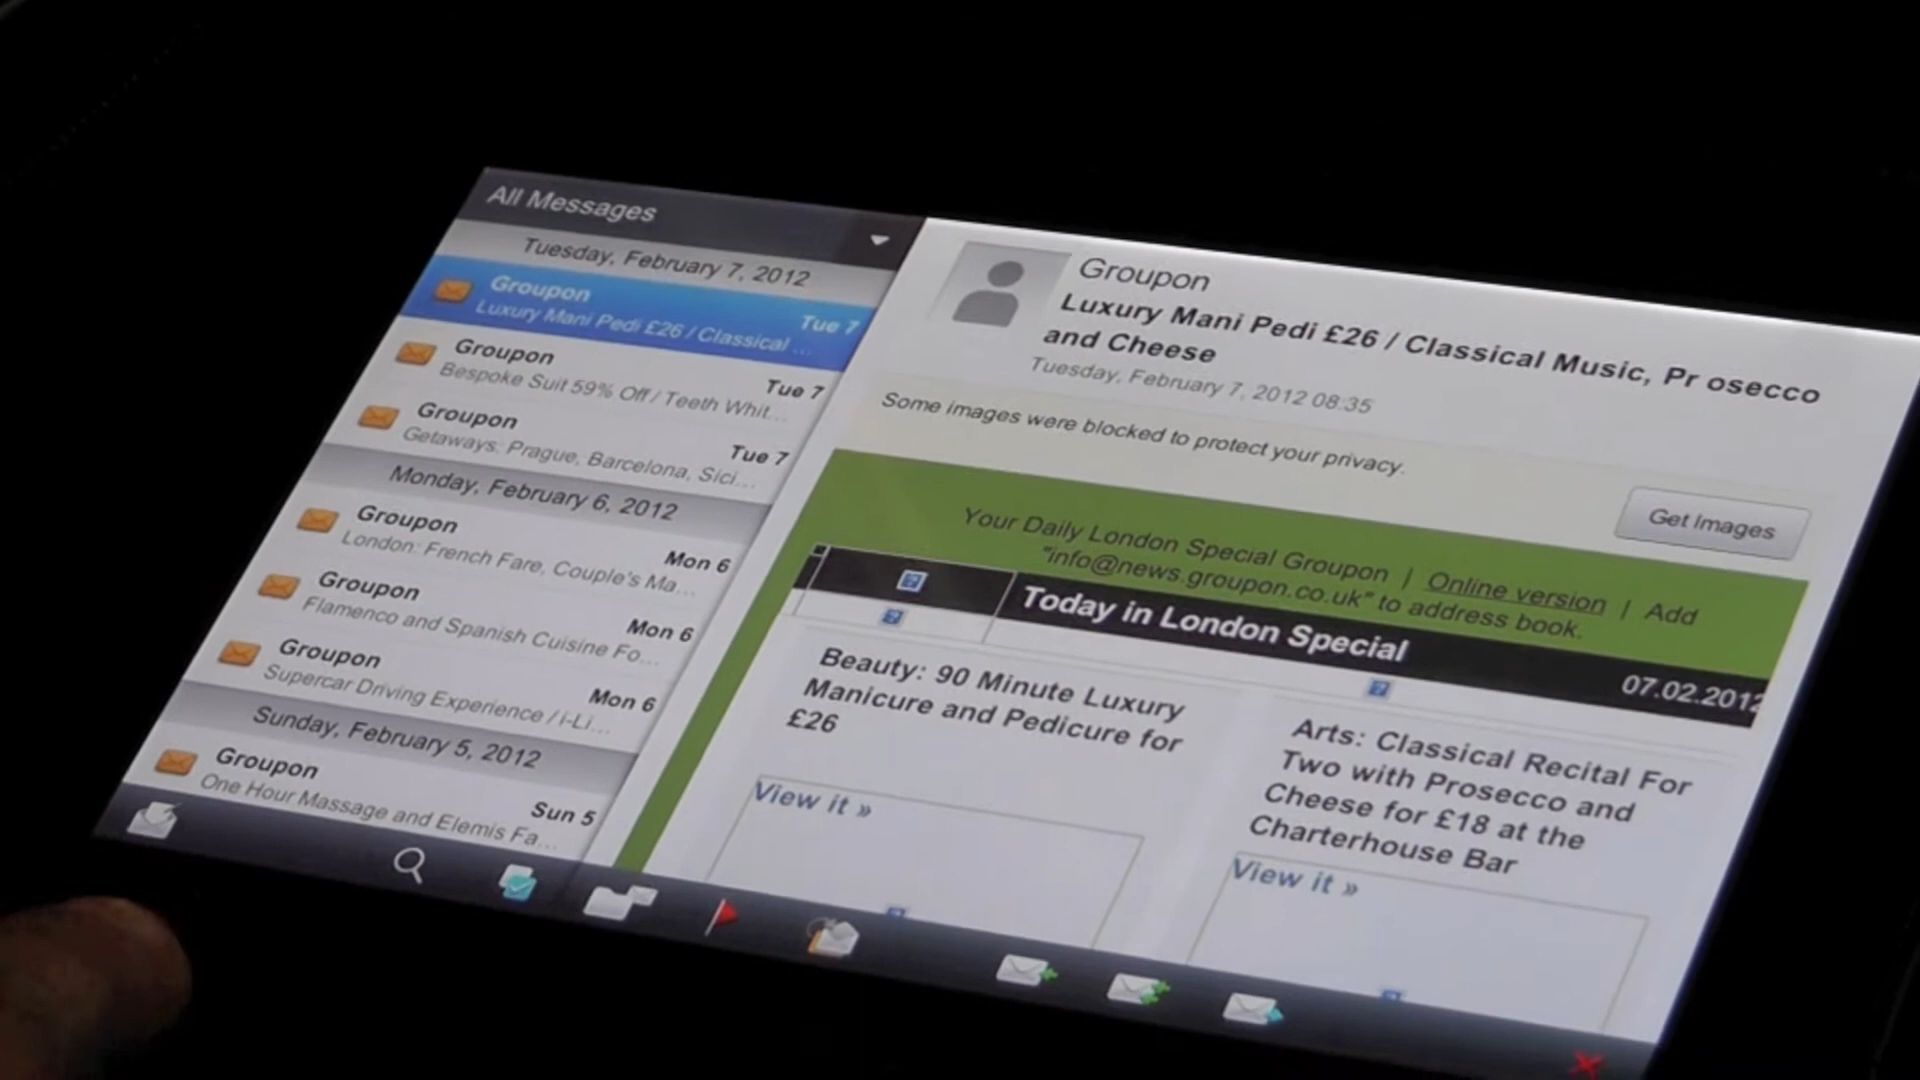 All Messages
Tuesday, February 7, 2012
Groupon
Tue 7
Luxury Mani Pedi £26 / Classical ...
Groupon
Tue 7
Bespoke Suit 59% Off / Teeth Whit...
Groupon
Tue 7
Getaways: Prague, Barcelona, Sici...
Monday, February 6, 2012
Groupon
Mon 6
London: French Fare, Couple's Ma...
Groupon
Mon 6
Flamenco and Spanish Cuisine Fo...
Groupon
Mon 6
Supercar Driving Experience / i-Li...
Sunday, February 5, 2012
Groupon
Sun 5
One Hour Massage and Elemis Fa...
Groupon
Luxury Mani Pedi £26 / Classical Music, Pr osecco
and Cheese
Tuesday, February 7, 2012 08:35
Some images were blocked to protect your privacy.
Get Images
Your Daily London Special Groupon | Online version | Add
"info@news.groupon.co.uk" to address book.
Today in London Special
07.02.2012
Beauty: 90 Minute Luxury
Manicure and Pedicure for
£26
View it »
Arts: Classical Recital For
Two with Prosecco and
Cheese for £18 at the
Charterhouse Bar
View it »